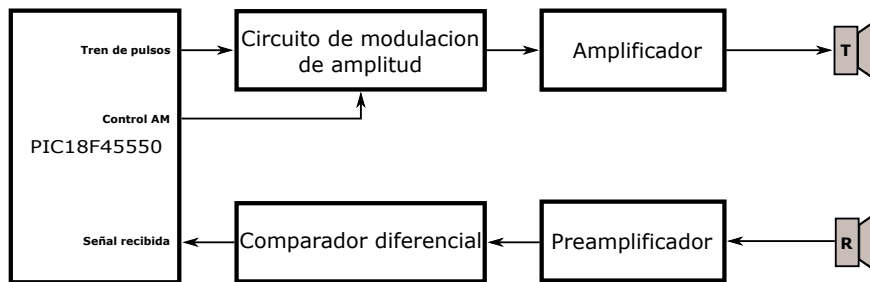 Tren de pulsos
Circuito de modulacion
de amplitud
Amplificador
T
Control AM
PIC18F45550
Señal recibida
Comparador diferencial
Preamplificador
R